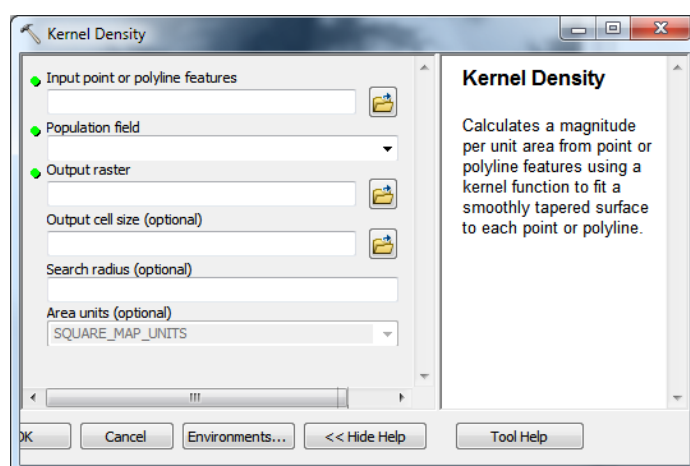 Kernel Density
Input point or polyline features
Population field
Output raster
Output cell size (optional)
Search radius (optional)
Area units (optional)
SQUARE_MAP_UNITS
Kernel Density
Calculates a magnitude
per unit area from point or
polyline features using a
kernel function to fit a
smoothly tapered surface
to each point or polyline.
OK
Cancel
Environments...
<< Hide Help
Tool Help